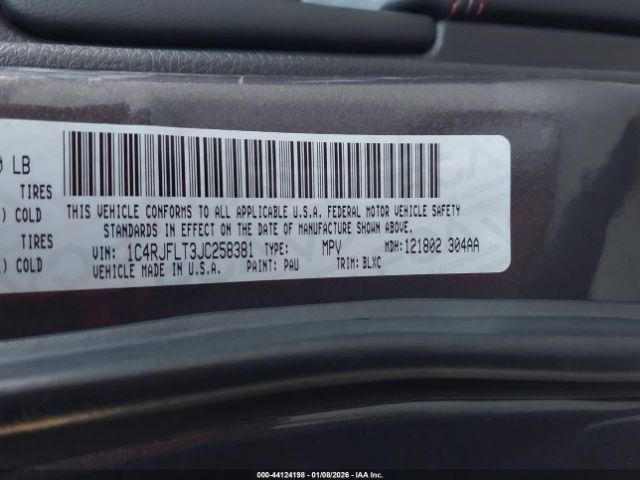 0 LB
TIRES
) COLD
TIRES
) COLD
THIS VEHICLE CONFORMS TO ALL APPLICABLE U.S.A. FEDERAL MOTOR VEHICLE SAFETY
STANDARDS IN EFFECT ON THE DATE OF MANUFACTURE SHOWN ABOVE.
VIN: 1C4RJFLT3JC258381 TYPE: MPV MDH: 121802 304AA
VEHICLE MADE IN U.S.A. PAINT: PAU TRIM: BLXC
000-44124198 - 01/08/2026 - IAA Inc.